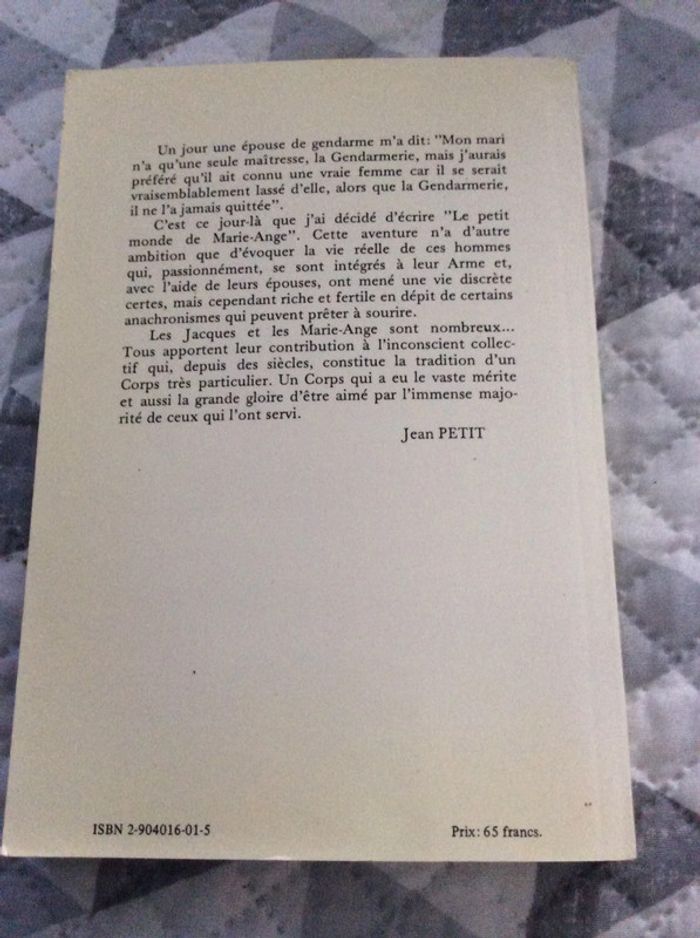 Un jour une épouse de gendarme m'a dit: "Mon mari
n'a qu'une seule maîtresse, la Gendarmerie, mais j'aurais
préféré qu'il ait connu une vraie femme car il se serait
vraisemblablement lassé d'elle, alors que la Gendarmerie,
il ne l'a jamais quittée".
C'est ce jour-là que j'ai décidé d'écrire "Le petit
monde de Marie-Ange". Cette aventure n'a d'autre
ambition que d'évoquer la vie réelle de ces hommes
qui, passionnément, se sont intégrés à leur Arme et,
avec l'aide de leurs épouses, ont mené une vie discrète
certes, mais cependant riche et fertile en dépit de certains
anachronismes qui peuvent prêter à sourire.
Les Jacques et les Marie-Ange sont nombreux...
Tous apportent leur contribution à l'inconscient collec-
tif qui, depuis des siècles, constitue la tradition d'un
Corps très particulier. Un Corps qui a eu le vaste mérite
et aussi la grande gloire d'être aimé par l'immense majo-
rité de ceux qui l'ont servi.
Jean PETIT
ISBN 2-904016-01-5
Prix: 65 francs.